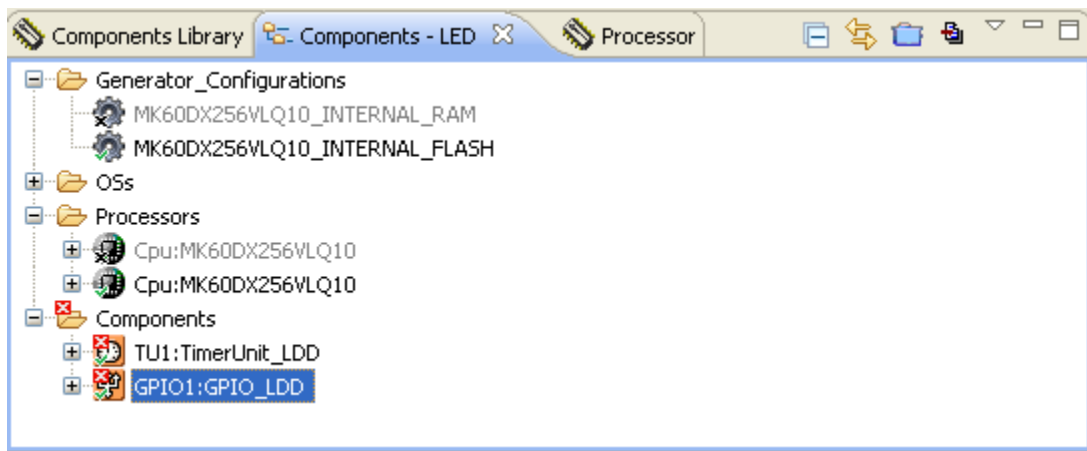 Components Library Components - LED Processor
Generator_Configurations
MK60DX256VLQ10_INTERNAL_RAM
MK60DX256VLQ10_INTERNAL_FLASH
OSs
Processors
Cpu:MK60DX256VLQ10
Cpu:MK60DX256VLQ10
Components
TU1:TimerUnit_LDD
GPIO1:GPIO_LDD